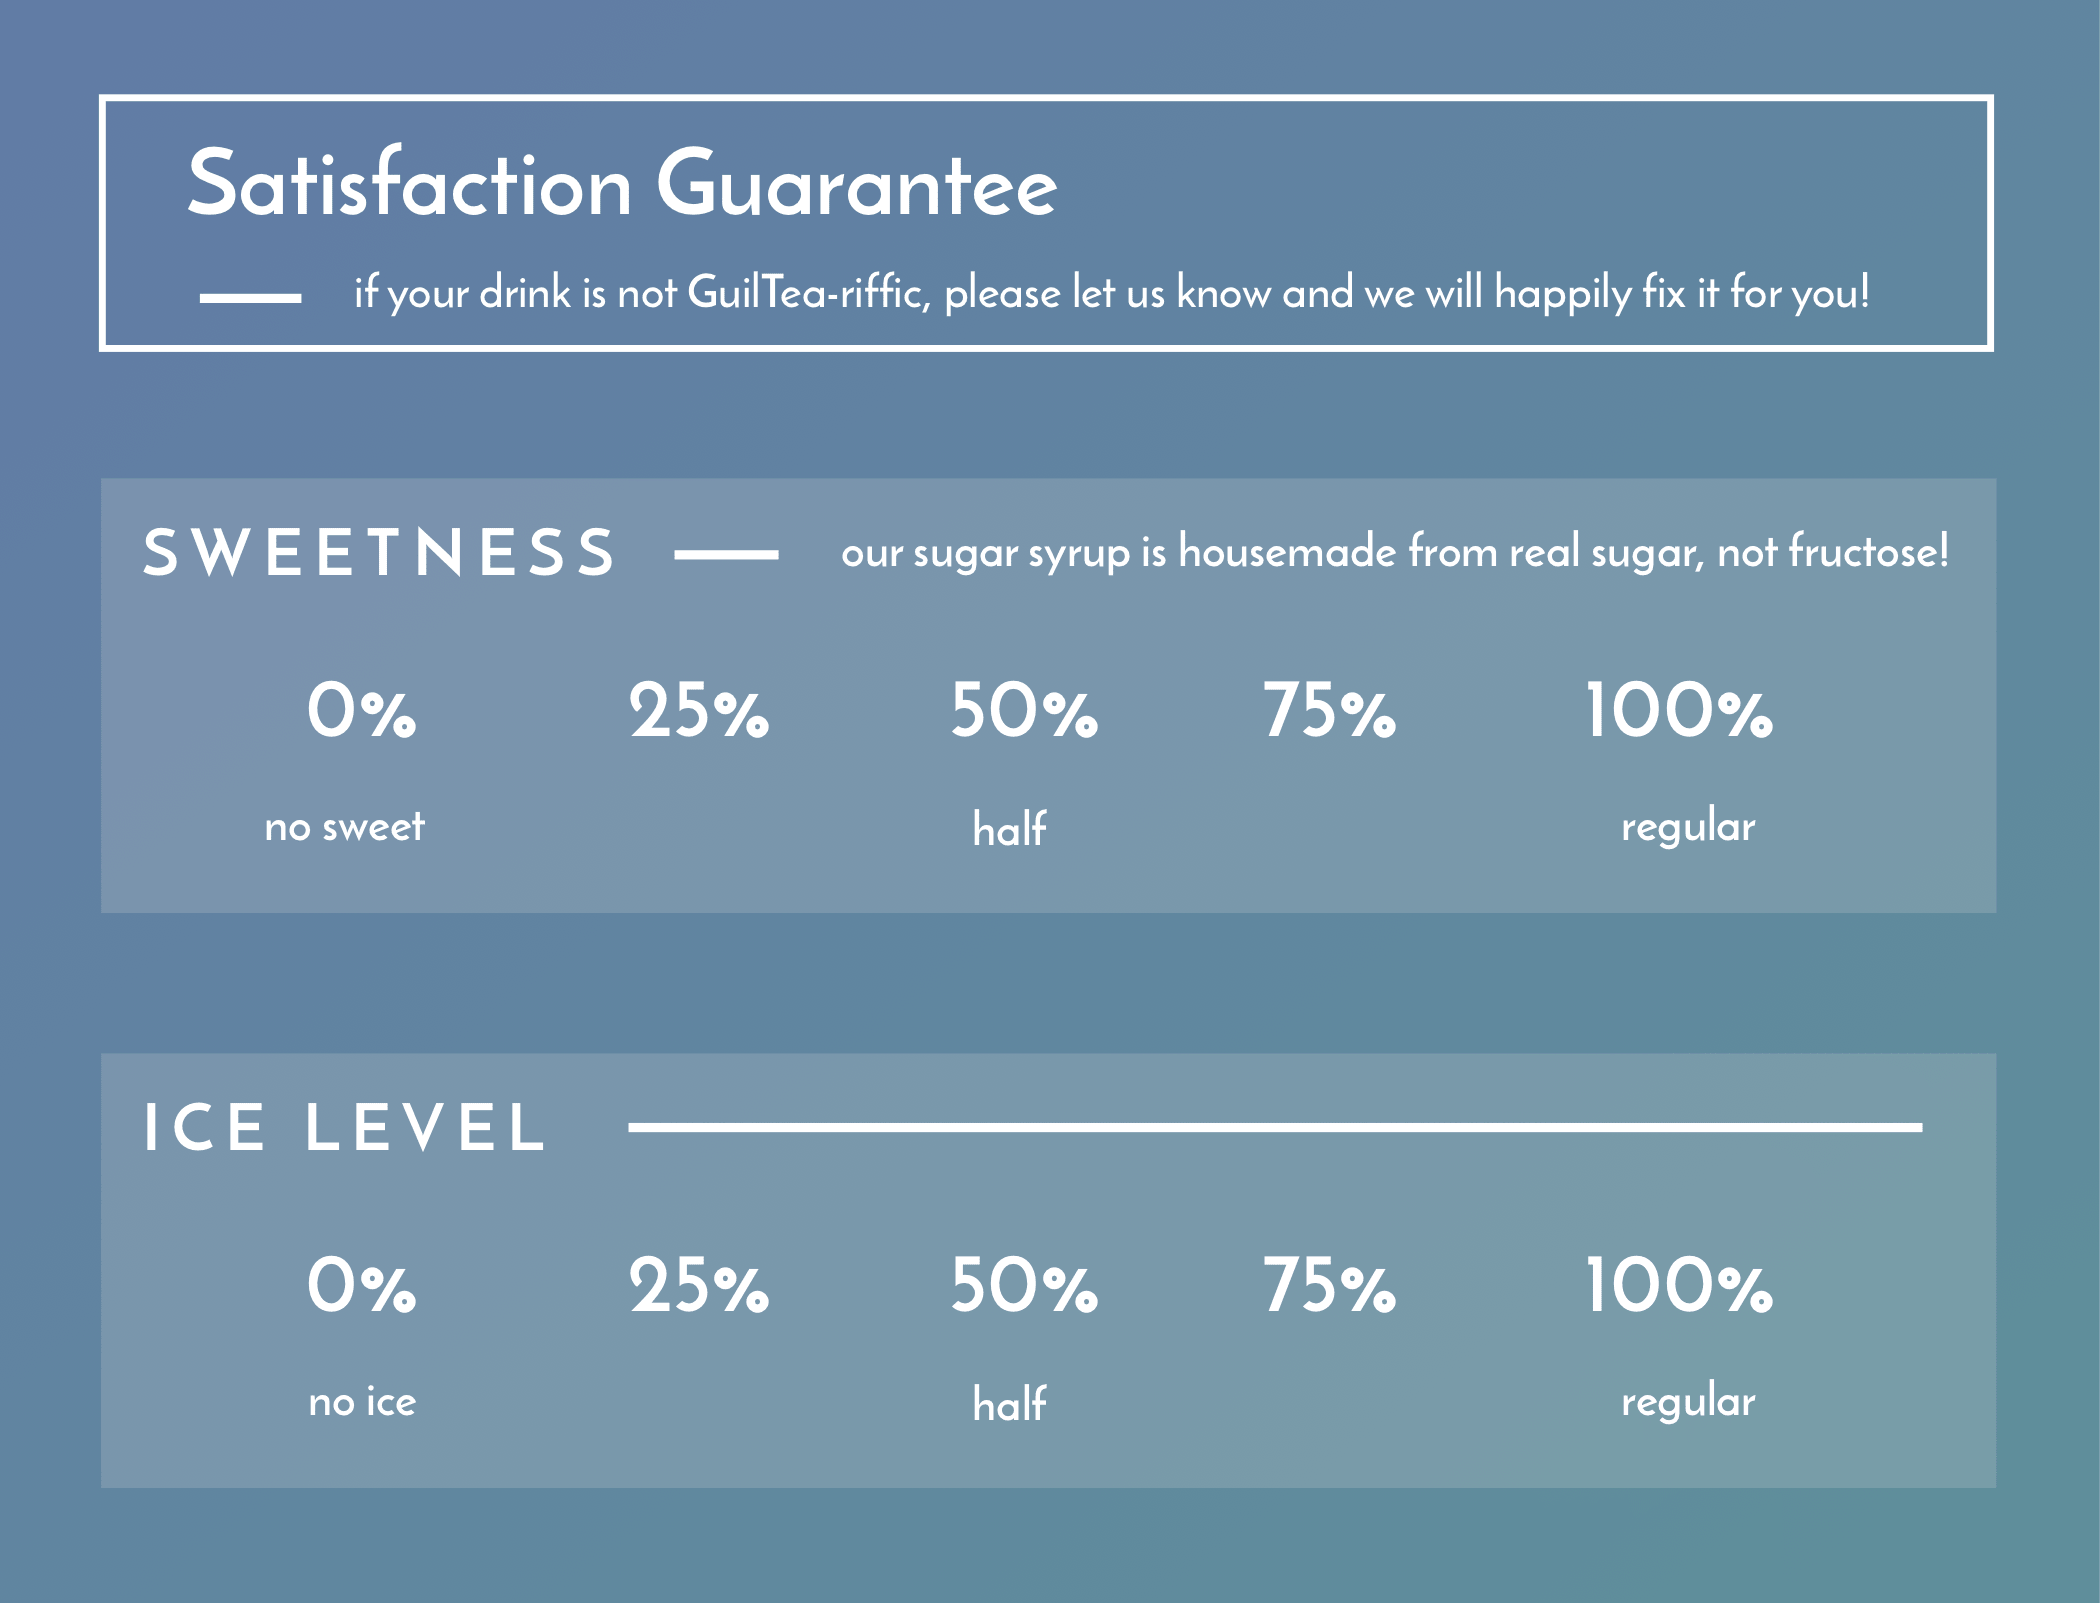 Satisfaction Guarantee
if your drink is not GuilTea-riffic, please let us know and we will happily fix it for you!
SWEETNESS our sugar syrup is housemade from real sugar, not fructose!
0% 25% 50% 75% 100%
no sweet half regular
ICE LEVEL
0% 25% 50% 75% 100%
no ice half regular